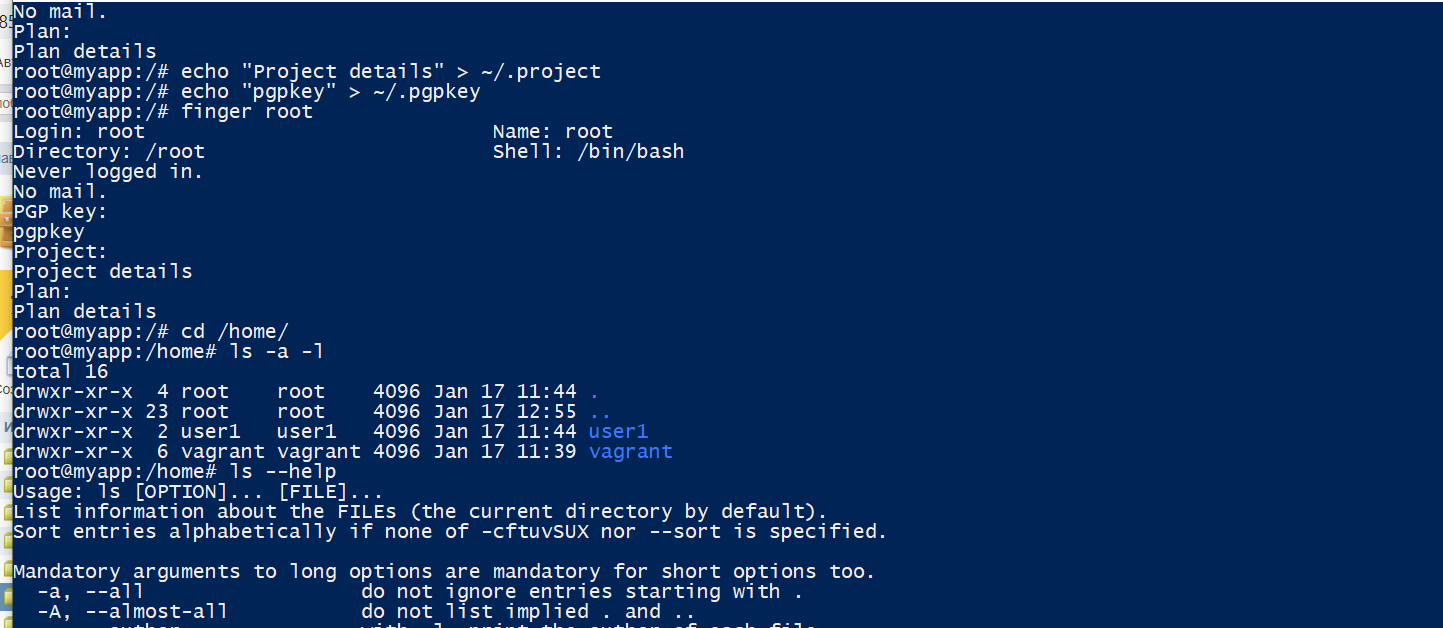 No mail.
Plan:
Plan details
root@myapp:/# echo "Project details" > ~/.project
root@myapp:/# echo "pgpkey" > ~/.pgpkey
root@myapp:/# finger root
Login: root                             Name: root
Directory: /root                        Shell: /bin/bash
Never logged in.
No mail.
PGP key:
pgpkey
Project:
Project details
Plan:
Plan details
root@myapp:/# cd /home/
root@myapp:/home# ls -a -l
total 16
drwxr-xr-x  4 root    root    4096 Jan 17 11:44 .
drwxr-xr-x 23 root    root    4096 Jan 17 12:55 ..
drwxr-xr-x  2 user1   user1   4096 Jan 17 11:44 user1
drwxr-xr-x  6 vagrant vagrant 4096 Jan 17 11:39 vagrant
root@myapp:/home# ls --help
Usage: ls [OPTION]... [FILE]...
List information about the FILEs (the current directory by default).
Sort entries alphabetically if none of -cftuvSUX nor --sort is specified.

Mandatory arguments to long options are mandatory for short options too.
  -a, --all                  do not ignore entries starting with .
  -A, --almost-all           do not list implied . and ..